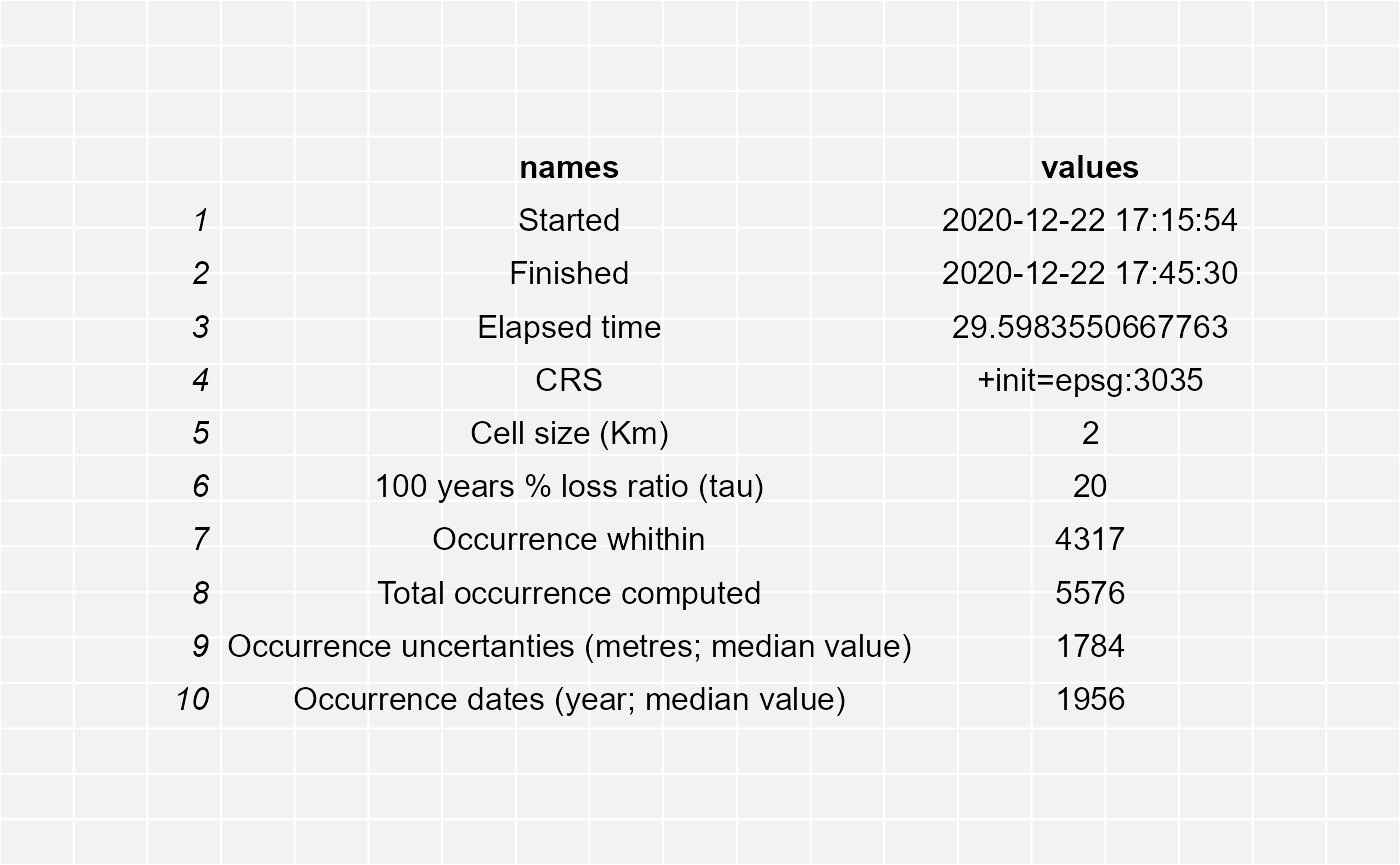 names values
1 Started 2020-12-22 17:15:54
2 Finished 2020-12-22 17:45:30
3 Elapsed time 29.5983550667763
4 CRS +init=epsg:3035
5 Cell size (Km) 2
6 100 years % loss ratio (tau) 20
7 Occurrence whithin 4317
8 Total occurrence computed 5576
9 Occurrence uncertanties (metres; median value) 1784
10 Occurrence dates (year; median value) 1956